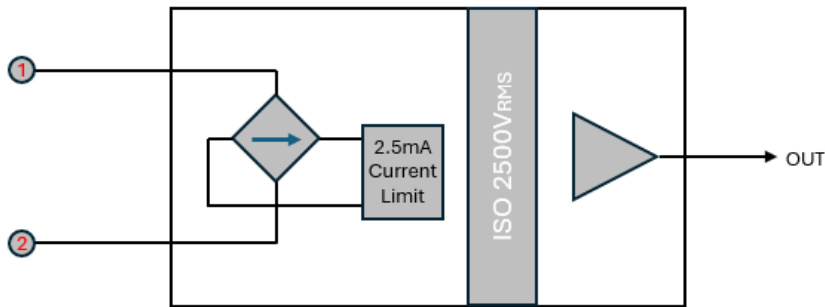 1
2.5mA
Current
Limit
ISO 2500VRMS
OUT
2